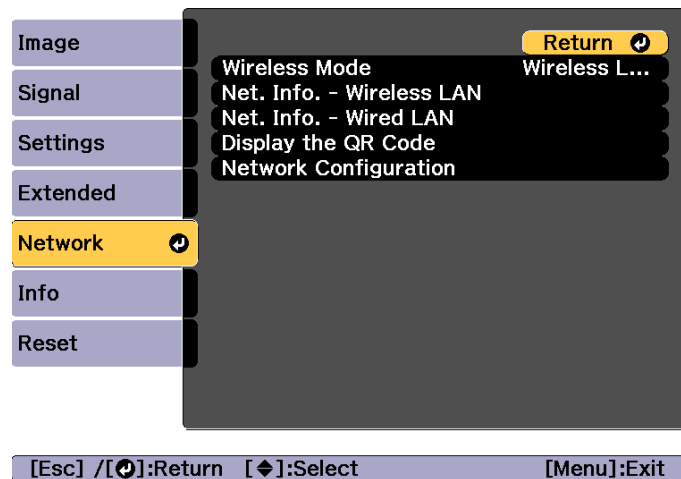 Image
Signal
Settings
Extended
Network
Info
Reset
Return
Wireless Mode Wireless L...
Net. Info. - Wireless LAN
Net. Info. - Wired LAN
Display the QR Code
Network Configuration
[Esc] /[⏎]:Return [◆]:Select [Menu]:Exit